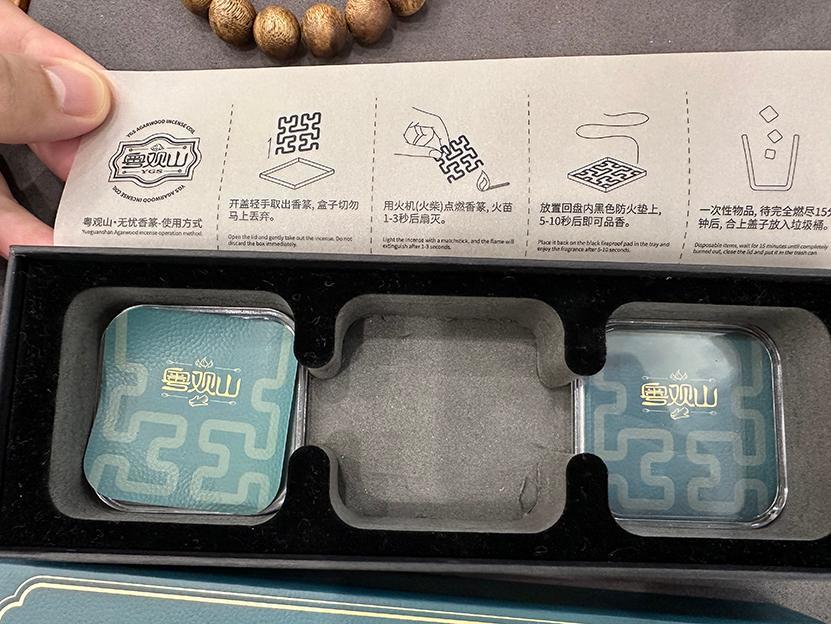 YGS AGARWOOD INCENSE COIL
粤观山
YGS
YGS AGARWOOD INCENSE COIL
粤观山·无忧香篆-使用方式
Yueguanshan Agarwood incense operation method
开盖轻手取出香篆, 盒子切勿
马上丢弃。
Open the lid and gently take out the incense. Do not
discard the box immediately.
用火机(火柴)点燃香篆, 火苗
1-3秒后扇灭。
Light the incense with a matchstick, and the flame will
extinguish after 1-3 seconds.
放置回盘内黑色防火垫上,
5-10秒后即可品香。
Place it back on the black fireproof pad in the tray and
enjoy the fragrance after 5-10 seconds.
一次性物品, 待完全燃尽15分
钟后, 合上盖子放入垃圾桶。
Disposable items, wait for 15 minutes until completely
burned out, close the lid and put it in the trash can
粤观山
粤观山